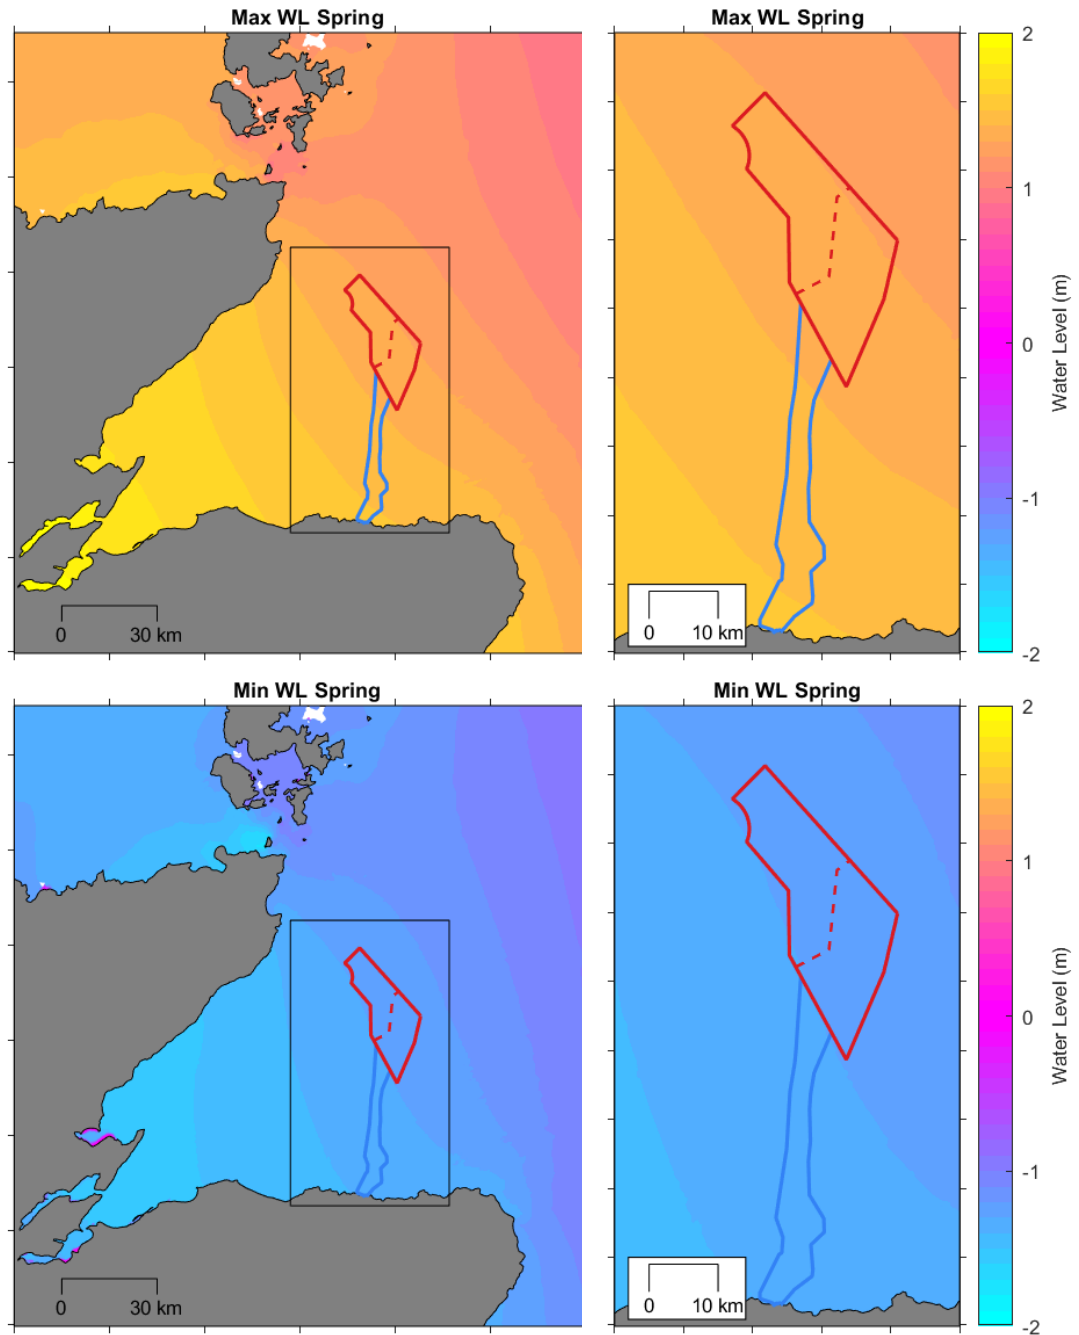 Max WL Spring
0 30 km
Max WL Spring
0 10 km
2
1
0
-1
-2
Water Level (m)
Min WL Spring
0 30 km
Min WL Spring
0 10 km
2
1
0
-1
-2
Water Level (m)